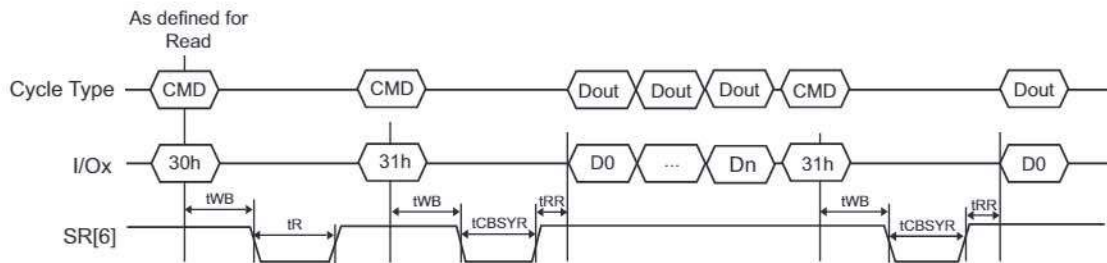 As defined for
Read
Cycle Type CMD CMD Dout Dout Dout CMD Dout
I/Ox 30h 31h D0 ... Dn 31h D0
tWB tR tWB tCBSYR tRR tWB tCBSYR tRR
SR[6]